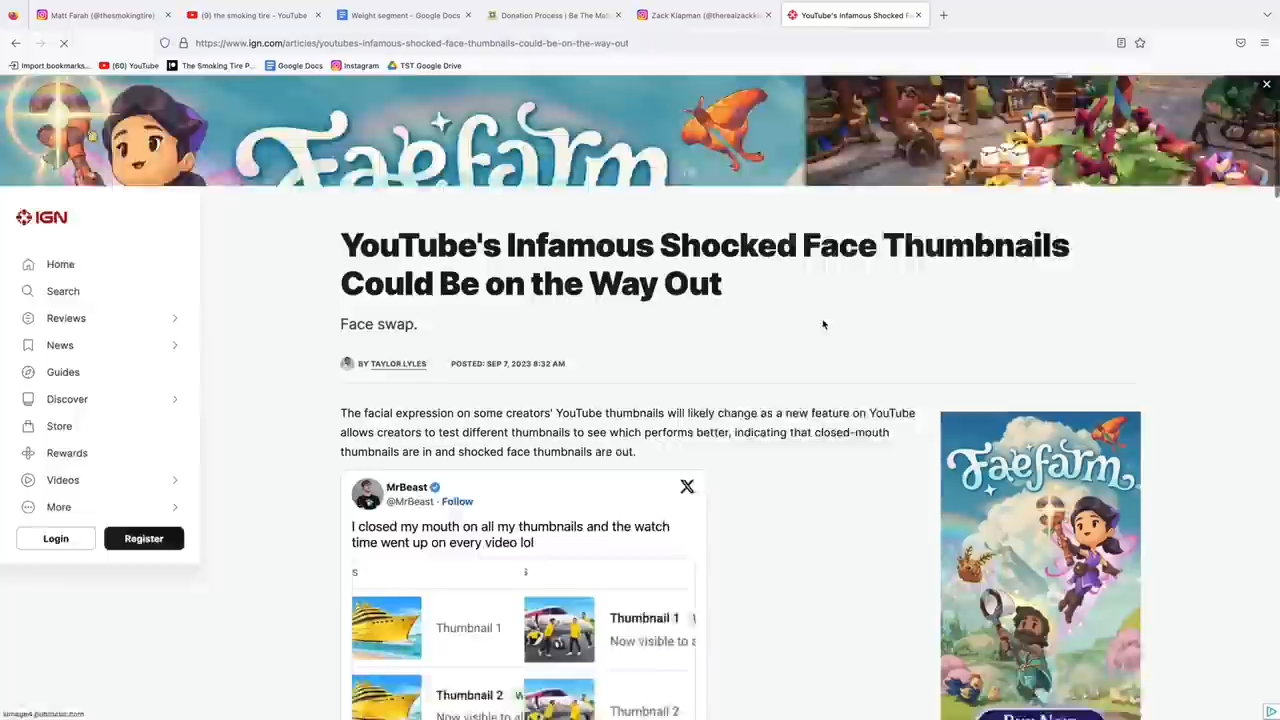 Matt Farah (@thesmokingtire)
(9) the smoking tire - YouTube
Weight segment - Google Docs
Donation Process | Be The Mat
Zack Klapman (@therealzackk
YouTube's Infamous Shocked F
https://www.ign.com/articles/youtubes-infamous-shocked-face-thumbnails-could-be-on-the-way-out
Import bookmarks...
(60) YouTube
The Smoking Tire P...
Google Docs
Instagram
TST Google Drive
Faefarm
IGN
Home
Search
Reviews
News
Guides
Discover
Store
Rewards
Videos
More
Login
Register
YouTube's Infamous Shocked Face Thumbnails
Could Be on the Way Out
Face swap.
BY TAYLOR LYLES
POSTED: SEP 7, 2023 8:32 AM
The facial expression on some creators' YouTube thumbnails will likely change as a new feature on YouTube
allows creators to test different thumbnails to see which performs better, indicating that closed-mouth
thumbnails are in and shocked face thumbnails are out.
MrBeast
@MrBeast · Follow
I closed my mouth on all my thumbnails and the watch
time went up on every video lol
Thumbnail 1
Thumbnail 1
Now visible to a
Thumbnail 2
Now visible to all
Thumbnail 2
Faefarm
BUY NOW